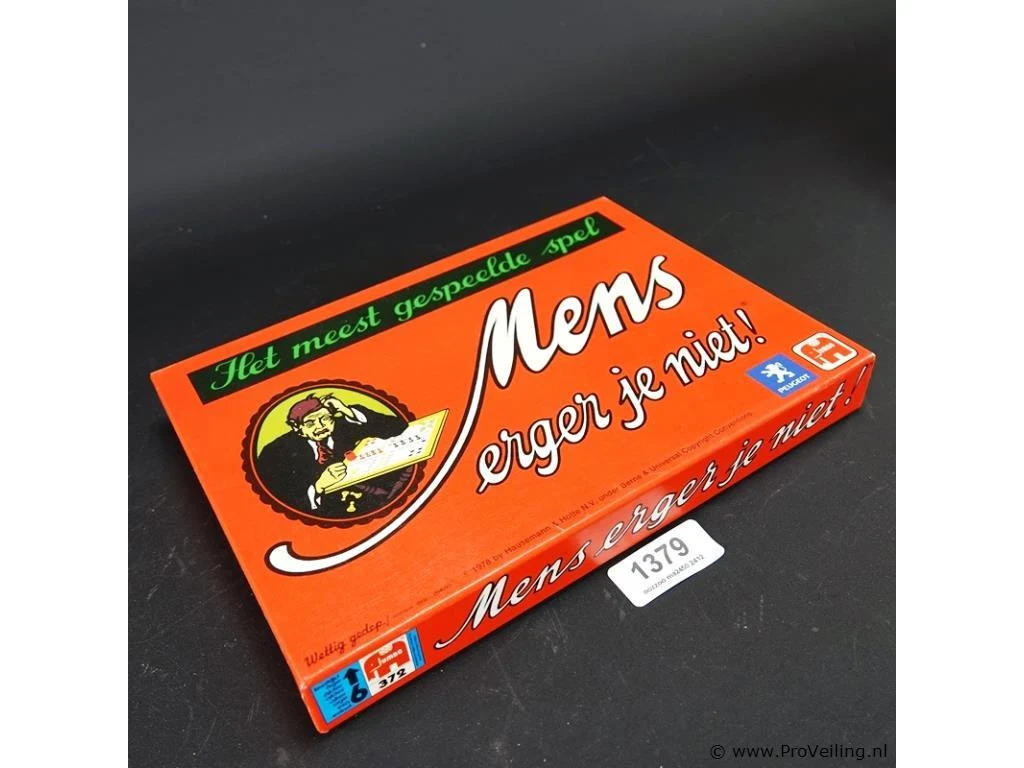 Het meest gespeelde spel
Mens
erger je niet!
PEUGEOT
© 1978 by Hausemann & Hötte N.V. under Berne & Universal Copyright Conventions
Wettig gedep.
Mens erger je niet!
Jumbo
372
6
1379
© www.ProVeiling.nl